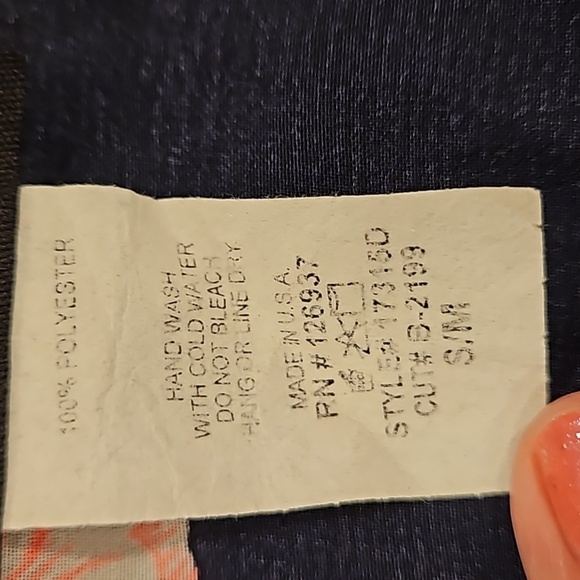 100% POLYESTER
HAND WASH
WITH COLD WATER
DO NOT BLEACH
HANG OR LINE DRY
MADE IN U.S.A.
RN # 126937
STYLE# 17315D
CUT# B-2199
S/M